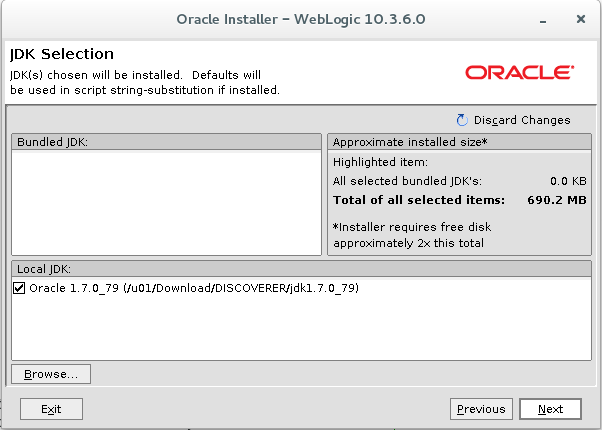 Oracle Installer - WebLogic 10.3.6.0
JDK Selection
JDK(s) chosen will be installed. Defaults will
be used in script string-substitution if installed.
ORACLE
Discard Changes
Bundled JDK:
Approximate installed size*
Highlighted item:
All selected bundled JDK's: 0.0 KB
Total of all selected items: 690.2 MB
*Installer requires free disk
approximately 2x this total
Local JDK:
Oracle 1.7.0_79 (/u01/Download/DISCOVERER/jdk1.7.0_79)
Browse...
Exit
Previous
Next